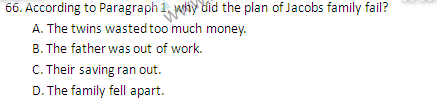 66. According to Paragraph 1, why did the plan of Jacobs family fail?
A. The twins wasted too much money.
B. The father was out of work.
C. Their saving ran out.
D. The family fell apart.